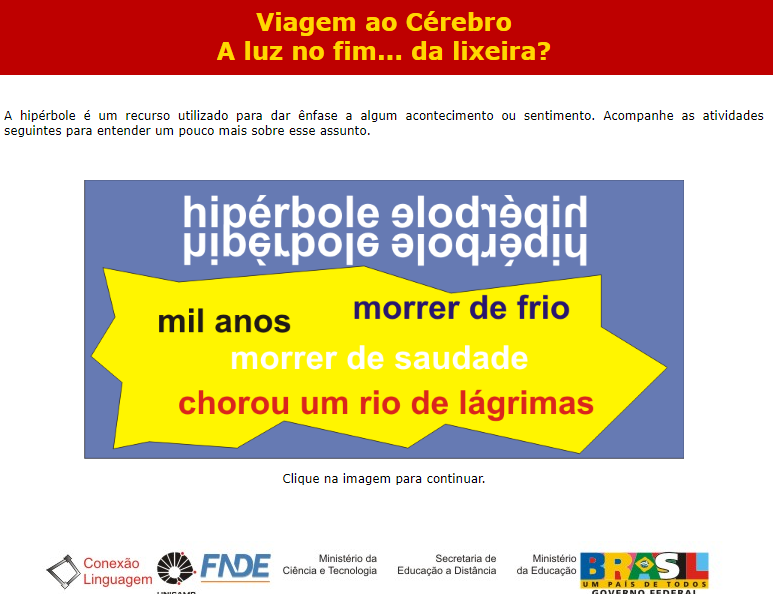 Viagem ao Cérebro
A luz no fim... da lixeira?
A hipérbole é um recurso utilizado para dar ênfase a algum acontecimento ou sentimento. Acompanhe as atividades
seguintes para entender um pouco mais sobre esse assunto.
hipérbole hipérbole
hipérbole hipérbole
mil anos
morrer de frio
morrer de saudade
chorou um rio de lágrimas
Clique na imagem para continuar.
Conexão
Linguagem
UNICAMP
FNDE
Ministério da
Ciência e Tecnologia
Secretaria de
Educação a Distância
Ministério
da Educação
BRASIL
UM PAÍS DE TODOS
GOVERNO FEDERAL